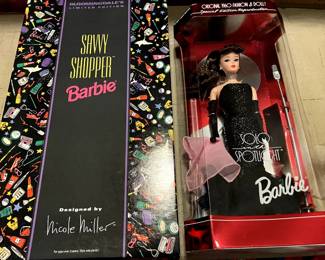 BLOOMINGDALE'S
LIMITED EDITION
SAVVY
SHOPPER
Barbie
Designed by
Nicole Miller
ORIGINAL 1960 FASHION & DOLL
Special Edition Reproduction
SOLO
in the
SPOTLIGHT
Barbie